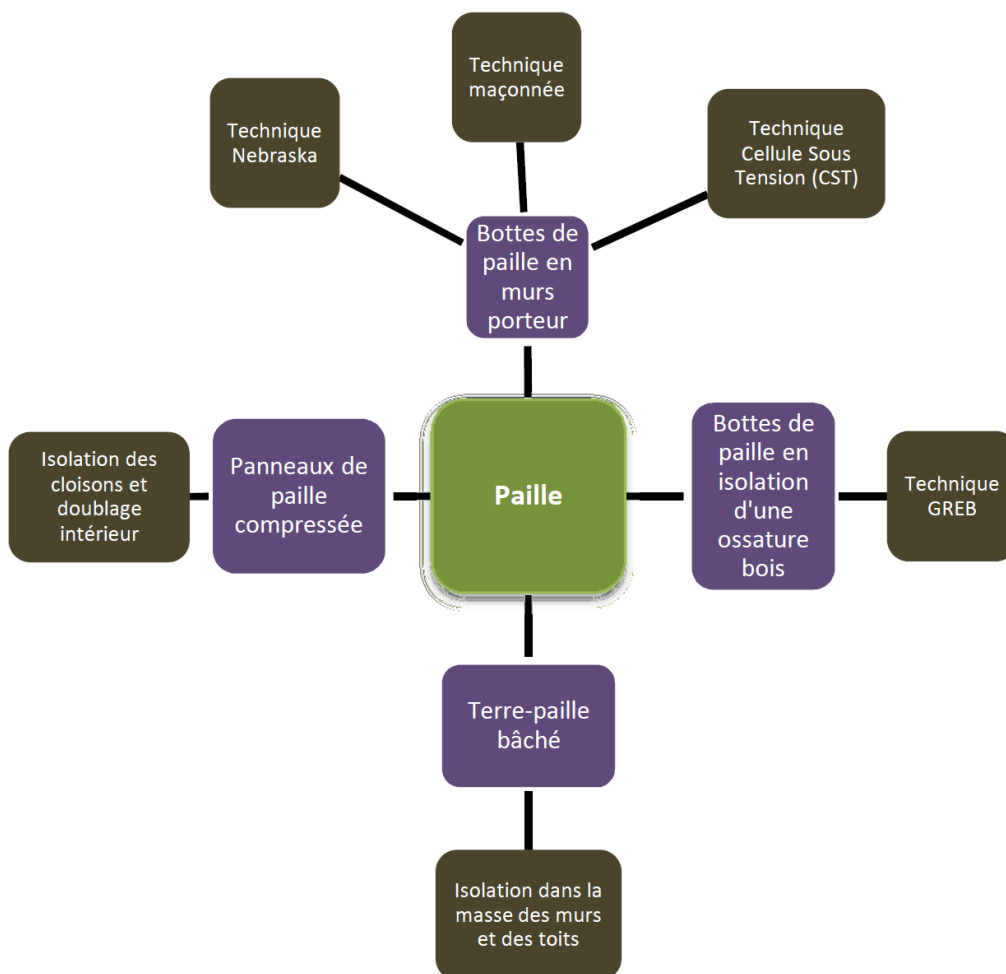 Technique
maçonnée
Technique
Nebraska
Technique
Cellule Sous
Tension (CST)
Bottes de
paille en
murs
porteur
Isolation des
cloisons et
doublage
intérieur
Panneaux de
paille
compressée
Paille
Bottes de
paille en
isolation
d'une
ossature
bois
Technique
GREB
Terre-paille
bâché
Isolation dans la
masse des murs
et des toits